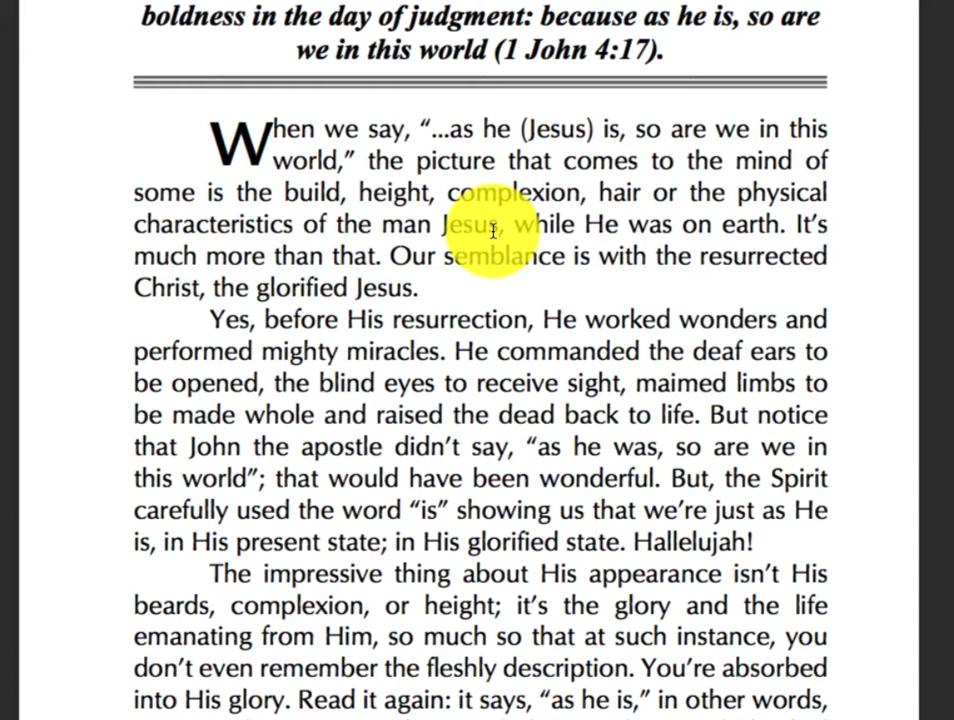 boldness in the day of judgment: because as he is, so are
we in this world (1 John 4:17).
When we say, “...as he (Jesus) is, so are we in this
world,” the picture that comes to the mind of
some is the build, height, complexion, hair or the physical
characteristics of the man Jesus, while He was on earth. It’s
much more than that. Our semblance is with the resurrected
Christ, the glorified Jesus.
Yes, before His resurrection, He worked wonders and
performed mighty miracles. He commanded the deaf ears to
be opened, the blind eyes to receive sight, maimed limbs to
be made whole and raised the dead back to life. But notice
that John the apostle didn’t say, “as he was, so are we in
this world”; that would have been wonderful. But, the Spirit
carefully used the word “is” showing us that we’re just as He
is, in His present state; in His glorified state. Hallelujah!
The impressive thing about His appearance isn’t His
beards, complexion, or height; it’s the glory and the life
emanating from Him, so much so that at such instance, you
don’t even remember the fleshly description. You’re absorbed
into His glory. Read it again: it says, “as he is,” in other words,